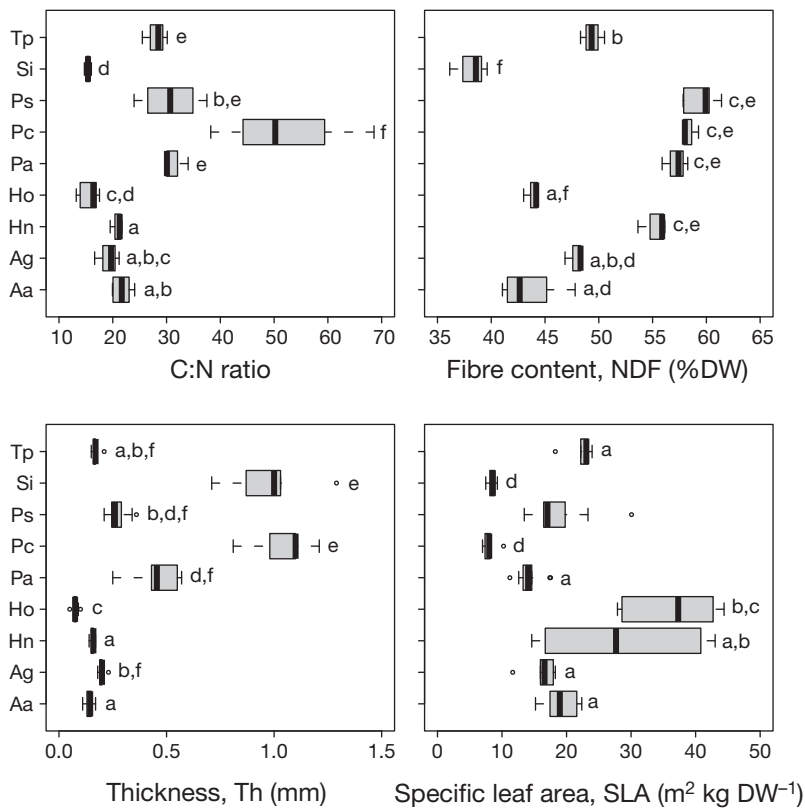 Tp
Si
Ps
Pc
Pa
Ho
Hn
Ag
Aa
e
d
b,e
f
e
c,d
a
a,b,c
a,b
10 20 30 40 50 60 70
C:N ratio
b
f
c,e
c,e
c,e
a,f
c,e
a,b,d
a,d
35 40 45 50 55 60 65
Fibre content, NDF (%DW)
Tp
Si
Ps
Pc
Pa
Ho
Hn
Ag
Aa
a,b,f
e
b,d,f
e
d,f
c
a
b,f
a
0.0 0.5 1.0 1.5
Thickness, Th (mm)
a
d
d
a
b,c
a,b
a
a
0 10 20 30 40 50
Specific leaf area, SLA (m² kg DW⁻¹)